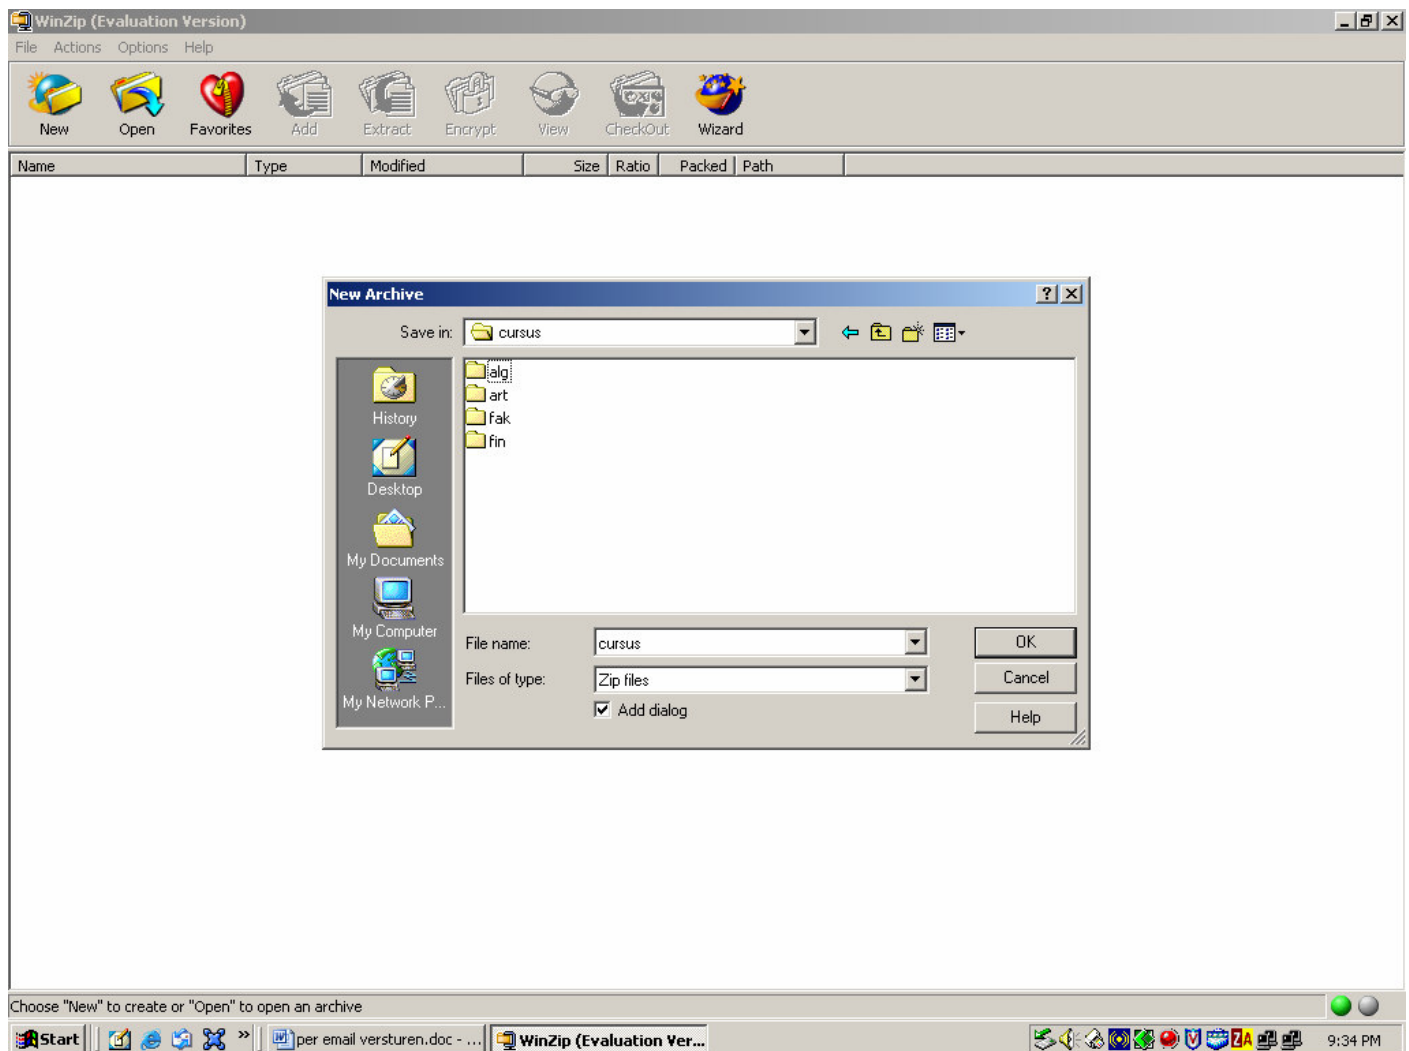 WinZip (Evaluation Version)
File Actions Options Help
New Open Favorites Add Extract Encrypt View CheckOut Wizard
Name Type Modified Size Ratio Packed Path
New Archive
Save in: cursus
alg
art
fak
fin
History
Desktop
My Documents
My Computer
My Network P...
File name: cursus OK
Files of type: Zip files Cancel
Add dialog
Help
Choose "New" to create or "Open" to open an archive
Start » per email versturen.doc - ... WinZip (Evaluation Ver... ZA 9:34 PM